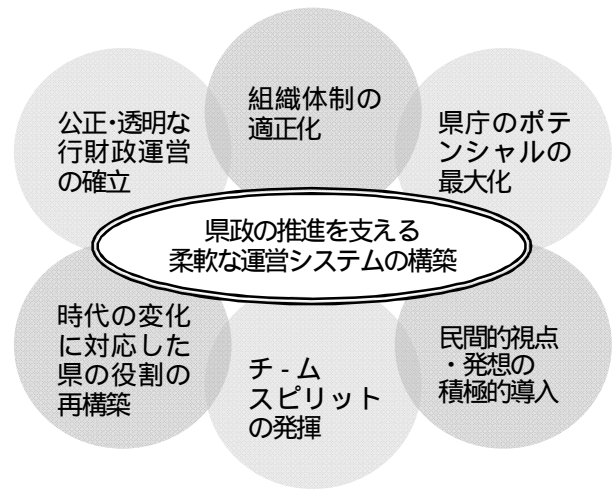 組織体制の
適正化
公正・透明な
行財政運営
の確立
県庁のポテ
ンシャルの
最大化
県政の推進を支える
柔軟な運営システムの構築
時代の変化
に対応した
県の役割の
再構築
チ-ム
スピリット
の発揮
民間的視点
・発想の
積極的導入